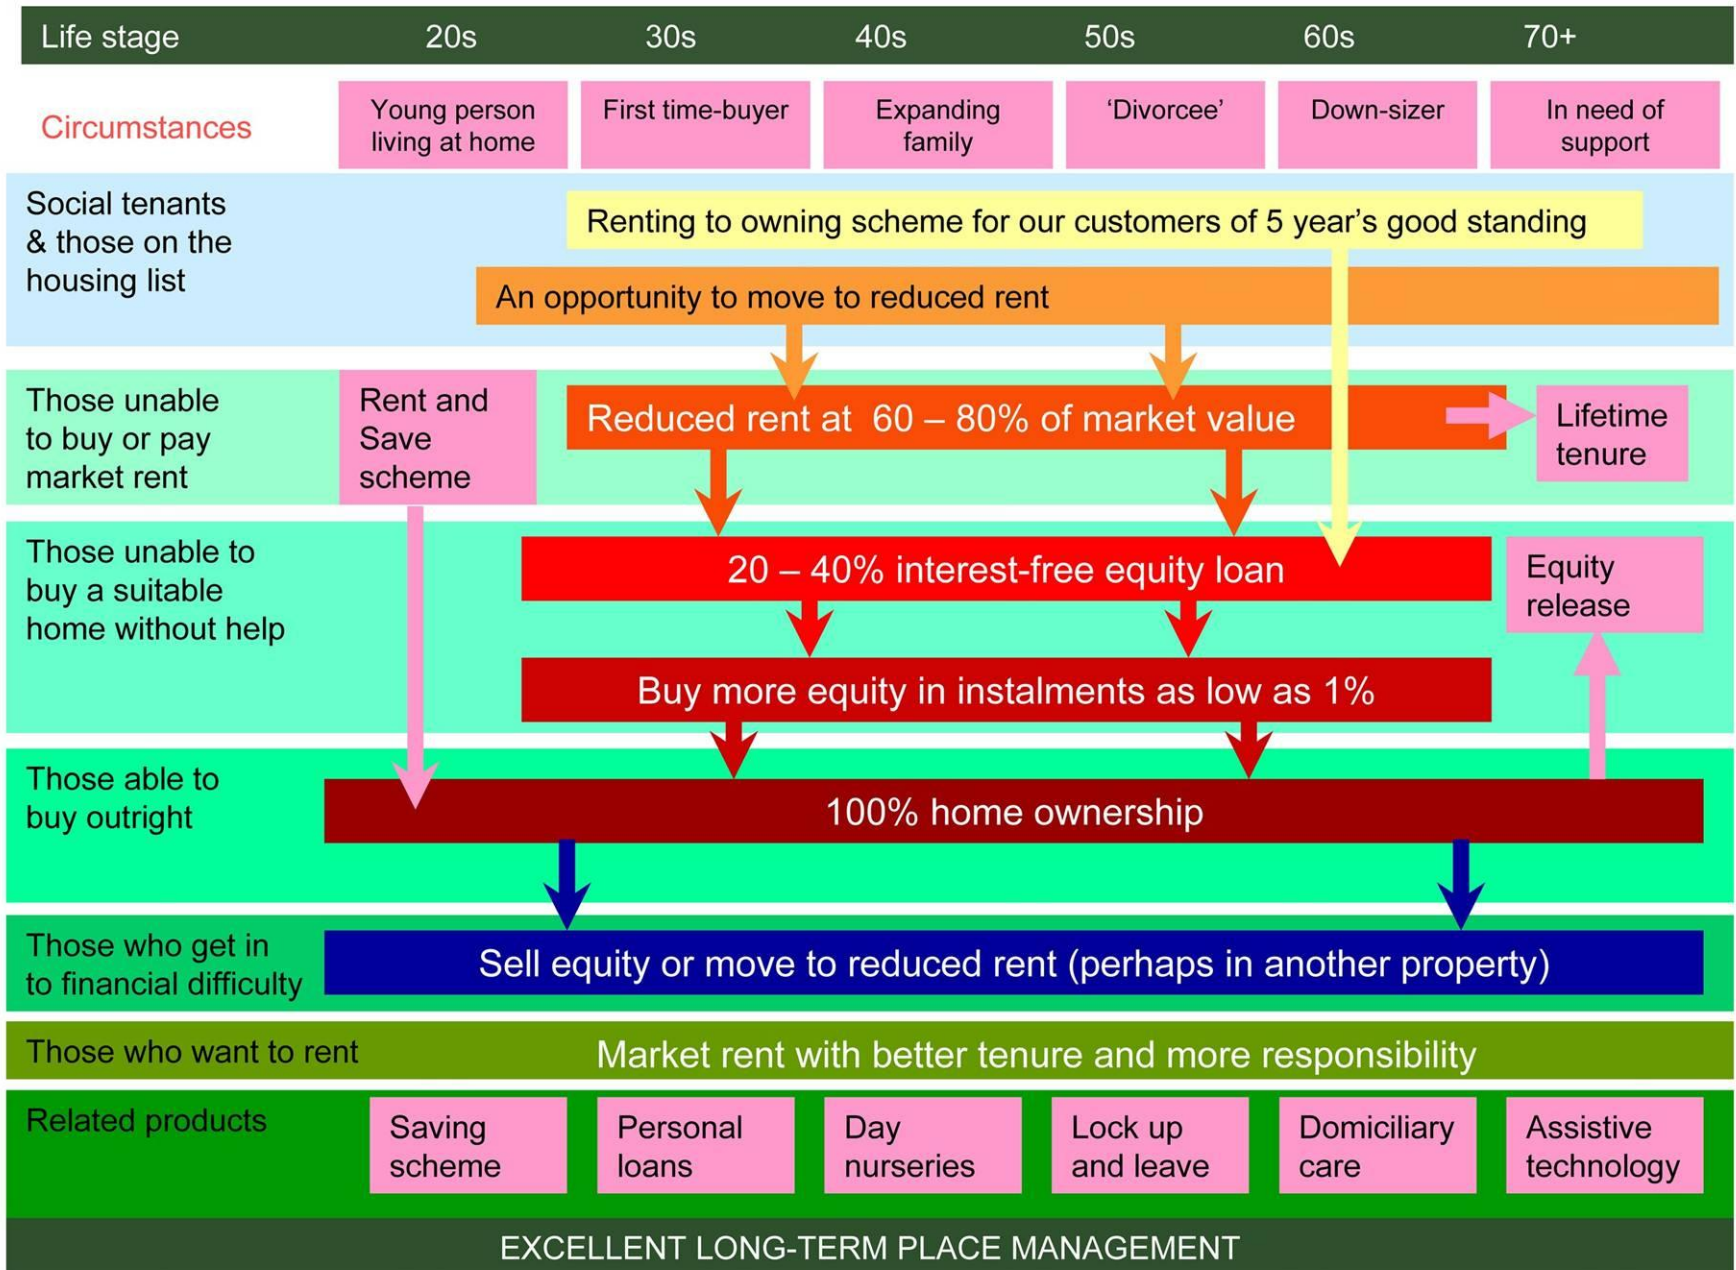 Life stage 20s 30s 40s 50s 60s 70+
Circumstances
Young person
living at home
First time-buyer
Expanding
family
‘Divorcee’
Down-sizer
In need of
support
Social tenants
& those on the
housing list
Renting to owning scheme for our customers of 5 year’s good standing
An opportunity to move to reduced rent
Those unable
to buy or pay
market rent
Rent and
Save
scheme
Reduced rent at 60 – 80% of market value
Lifetime
tenure
Those unable to
buy a suitable
home without help
20 – 40% interest-free equity loan
Equity
release
Buy more equity in instalments as low as 1%
Those able to
buy outright
100% home ownership
Those who get in
to financial difficulty
Sell equity or move to reduced rent (perhaps in another property)
Those who want to rent
Market rent with better tenure and more responsibility
Related products
Saving
scheme
Personal
loans
Day
nurseries
Lock up
and leave
Domiciliary
care
Assistive
technology
EXCELLENT LONG-TERM PLACE MANAGEMENT